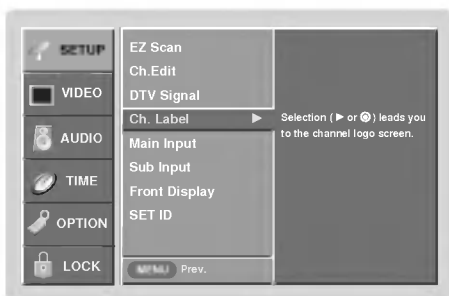 SETUP
VIDEO
AUDIO
TIME
OPTION
LOCK
EZ Scan
Ch.Edit
DTV Signal
Ch. Label ►
Main Input
Sub Input
Front Display
SET ID
MENU Prev.
Selection ( ► or ◉ ) leads you
to the channel logo screen.